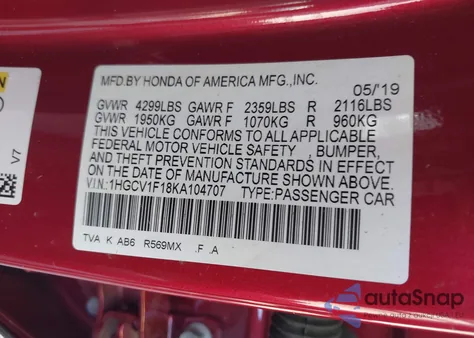 MFD.BY HONDA OF AMERICA MFG.,INC. 05/'19
GVWR 4299LBS GAWR F 2359LBS R 2116LBS
GVWR 1950KG GAWR F 1070KG R 960KG
THIS VEHICLE CONFORMS TO ALL APPLICABLE
FEDERAL MOTOR VEHICLE SAFETY , BUMPER,
AND THEFT PREVENTION STANDARDS IN EFFECT
ON THE DATE OF MANUFACTURE SHOWN ABOVE.
V I N:1HGCV1F18KA104707 TYPE:PASSENGER CAR
TVA K AB6 R569MX .F .A
V7
autoSnap